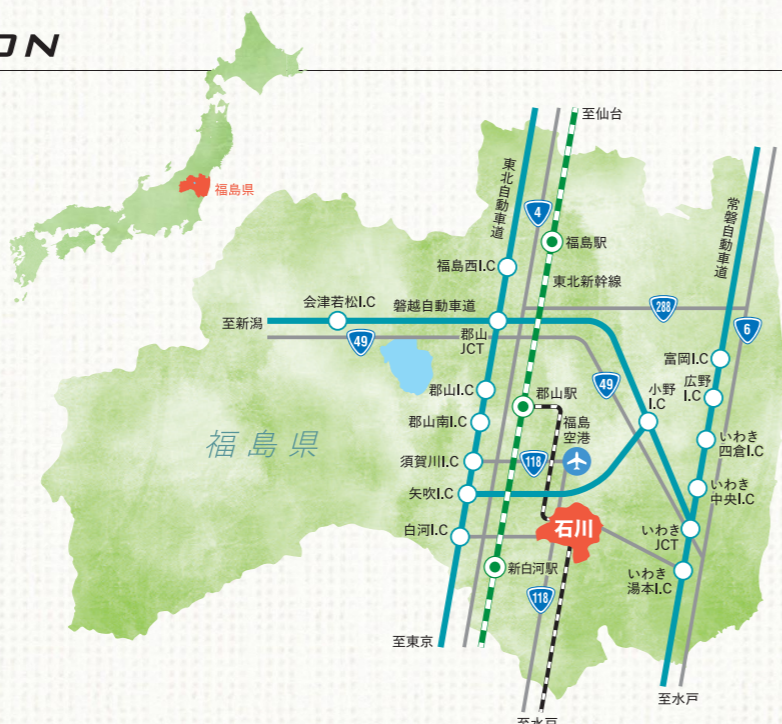 ON
福島県
至仙台
東北自動車道
4
常磐自動車道
福島駅
福島西I.C
東北新幹線
会津若松I.C
磐越自動車道
288
至新潟
6
49
郡山
JCT
富岡I.C
49
広野
I.C
小野
I.C
郡山I.C
郡山駅
郡山南I.C
福島
空港
福島県
いわき
四倉I.C
須賀川I.C
118
矢吹I.C
いわき
中央I.C
白河I.C
石川
いわき
JCT
新白河駅
いわき
湯本I.C
118
至東京
至水戸
至水戸